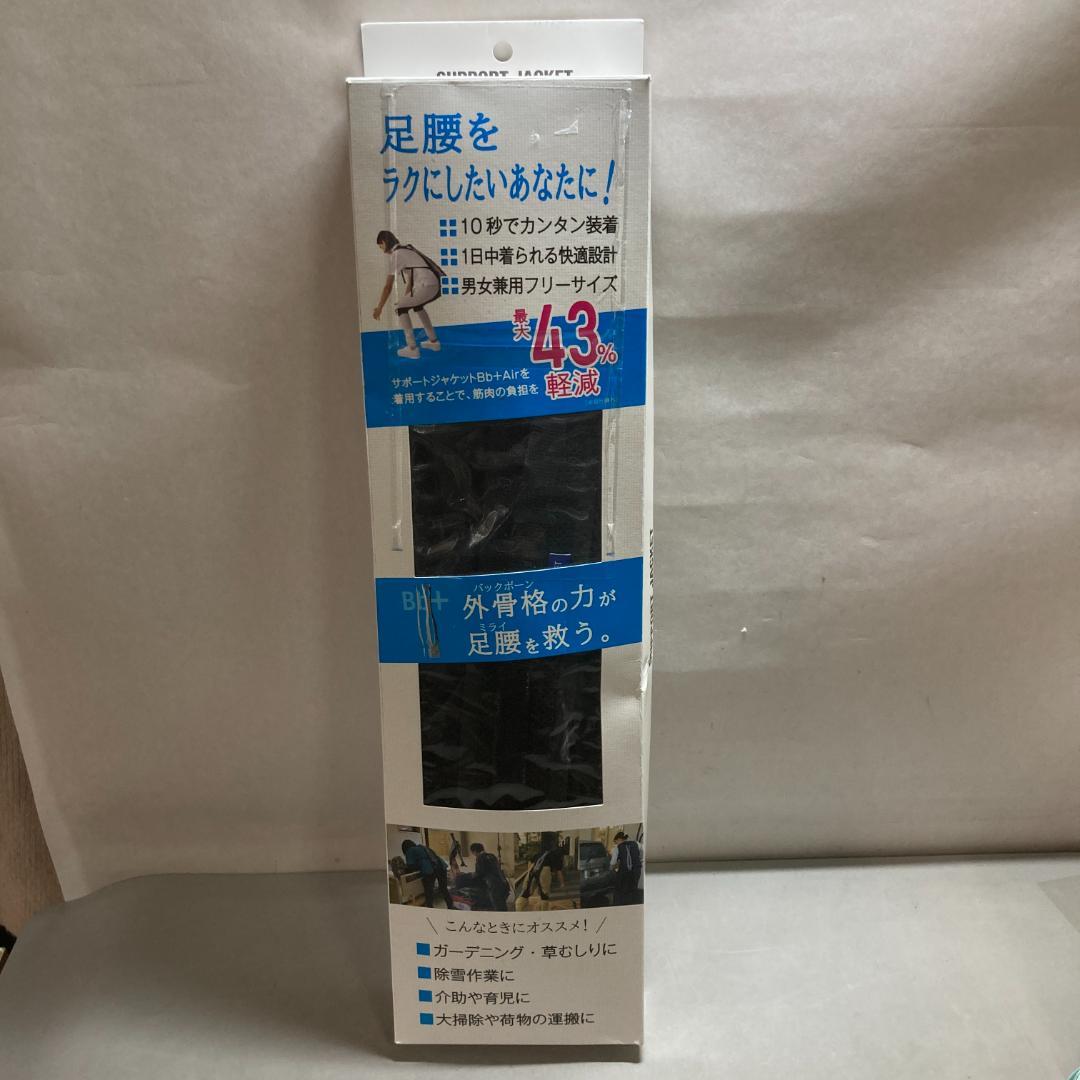 SUPPORT JACKET
足腰を
ラクにしたいあなたに!
10秒でカンタン装着
1日中着られる快適設計
男女兼用フリーサイズ
最大
43%
軽減
サポートジャケットBb+Airを
着用することで、筋肉の負担を
Bb+
バックボーン
外骨格の力が
ミライ
足腰を救う。
\ こんなときにオススメ! /
ガーデニング・草むしりに
除雪作業に
介助や育児に
大掃除や荷物の運搬に